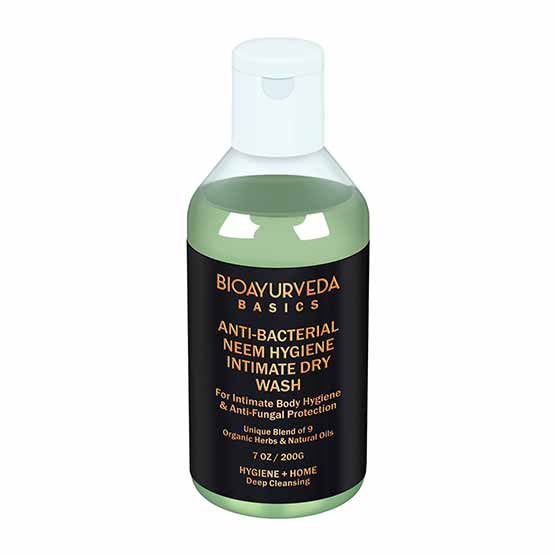 BIOAYURVEDA
BASICS
ANTI-BACTERIAL
NEEM HYGIENE
INTIMATE DRY
WASH
For Intimate Body Hygiene
& Anti-Fungal Protection
Unique Blend of 9
Organic Herbs & Natural Oils
7 OZ / 200G
HYGIENE + HOME
Deep Cleansing